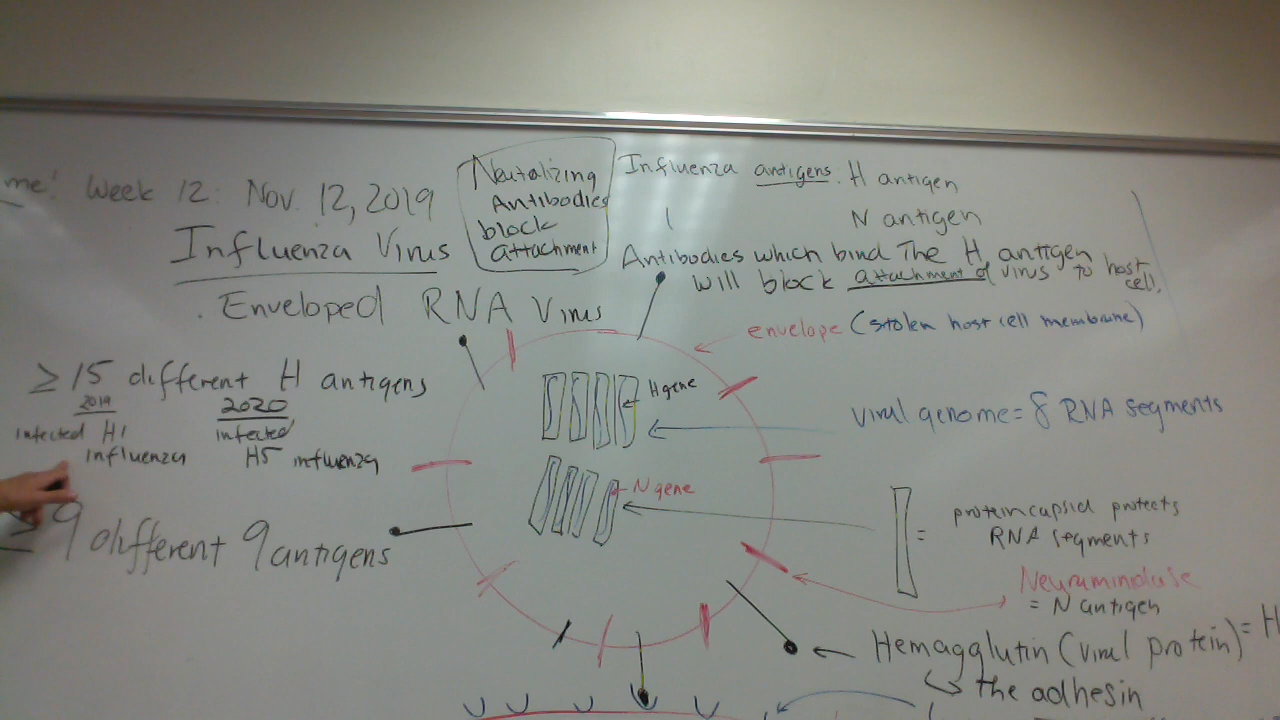 me! Week 12: Nov. 12, 2019
Influenza Virus
. Enveloped RNA Virus
Neutalizing
Antibodies
block
attachment
Influenza antigens. H antigen
N antigen
Antibodies which bind The H antigen
will block attachment of virus to host
cell.
envelope (stolen host cell membrane)
≥ 15 different H antigens
2019
infected H1
influenza
2020
infected
H5 influenza
≥ 9 different 9 antigens
H gene
N gene
viral genome = 8 RNA segments
= protein capsid protects
RNA segments
Neuraminidase
= N antigen
Hemagglutin (viral protein) = H
the adhesin